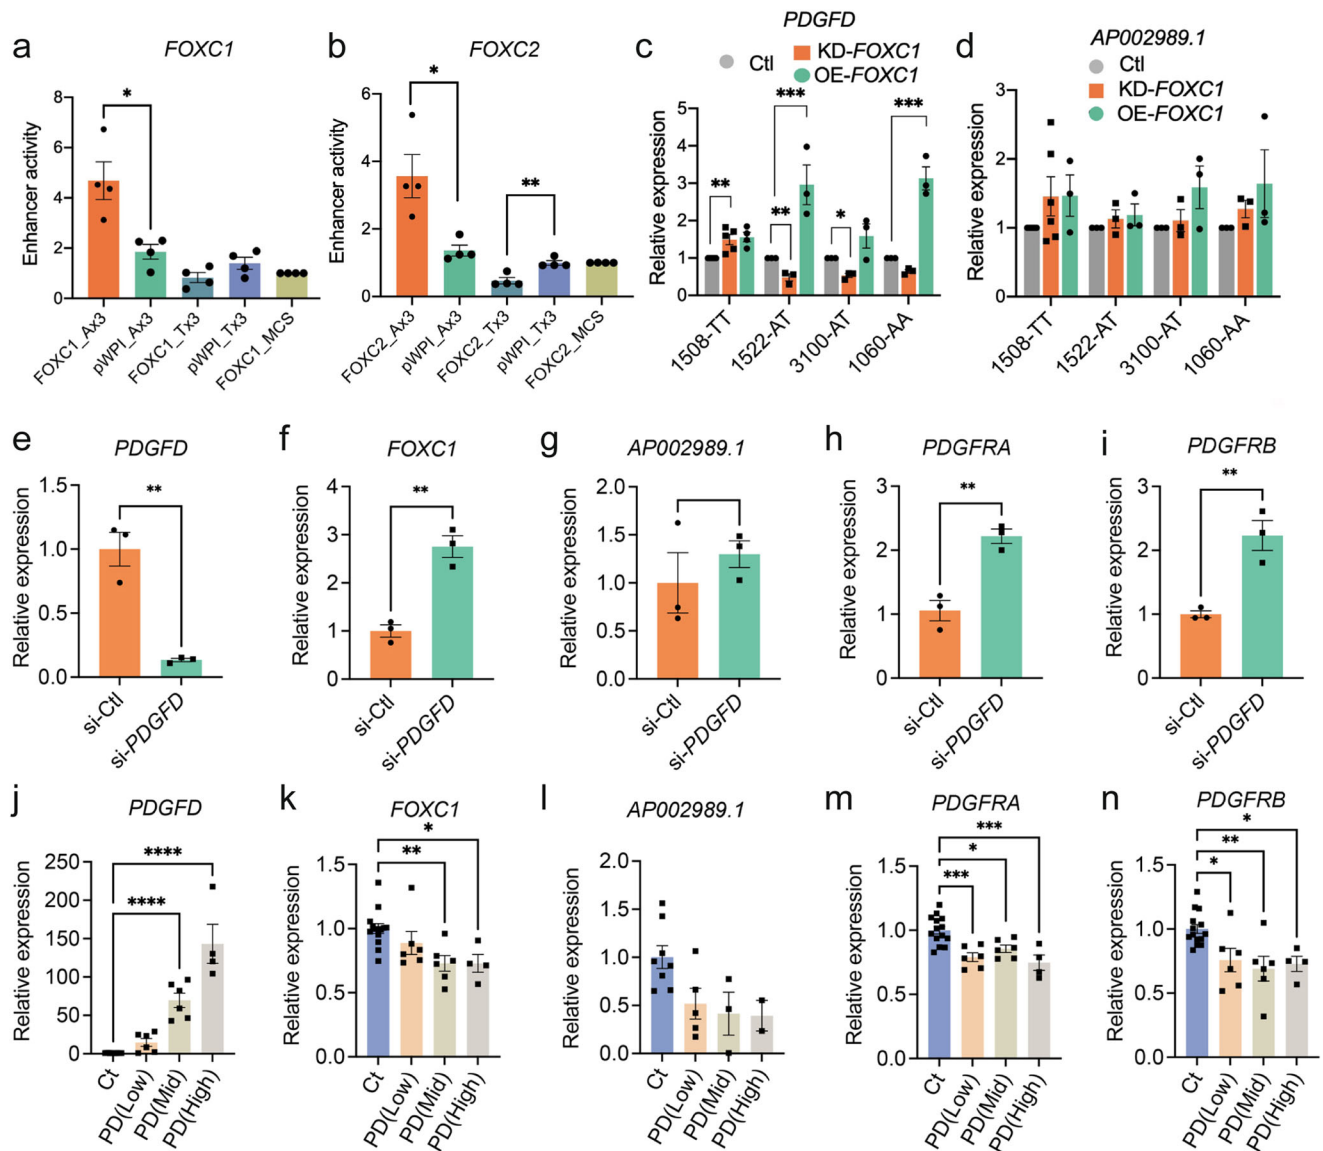 a
FOXC1
Enhancer activity
8
6
4
2
0
*
FOXC1_Ax3
pWPI_Ax3
FOXC1_Tx3
pWPI_Tx3
FOXC1_MCS
b
FOXC2
Enhancer activity
6
4
2
0
*
**
FOXC2_Ax3
pWPI_Ax3
FOXC2_Tx3
pWPI_Tx3
FOXC2_MCS
c
PDGFD
Ctl
KD-FOXC1
OE-FOXC1
Relative expression
5
4
3
2
1
0
**
***
**
*
***
1508-TT
1522-AT
3100-AT
1060-AA
d
AP002989.1
Ctl
KD-FOXC1
OE-FOXC1
Relative expression
3
2
1
0
1508-TT
1522-AT
3100-AT
1060-AA
e
PDGFD
Relative expression
1.5
1.0
0.5
0.0
**
si-Ctl
si-PDGFD
f
FOXC1
Relative expression
4
3
2
1
0
**
si-Ctl
si-PDGFD
g
AP002989.1
Relative expression
2.0
1.5
1.0
0.5
0.0
si-Ctl
si-PDGFD
h
PDGFRA
Relative expression
3
2
1
0
**
si-Ctl
si-PDGFD
i
PDGFRB
Relative expression
3
2
1
0
**
si-Ctl
si-PDGFD
j
PDGFD
Relative expression
250
200
150
100
50
0
****
****
Ct
PD(Low)
PD(Mid)
PD(High)
k
FOXC1
Relative expression
1.5
1.0
0.5
0.0
*
**
Ct
PD(Low)
PD(Mid)
PD(High)
l
AP002989.1
Relative expression
2.0
1.5
1.0
0.5
0.0
Ct
PD(Low)
PD(Mid)
PD(High)
m
PDGFRA
Relative expression
1.5
1.0
0.5
0.0
***
*
***
Ct
PD(Low)
PD(Mid)
PD(High)
n
PDGFRB
Relative expression
1.5
1.0
0.5
0.0
*
**
*
Ct
PD(Low)
PD(Mid)
PD(High)